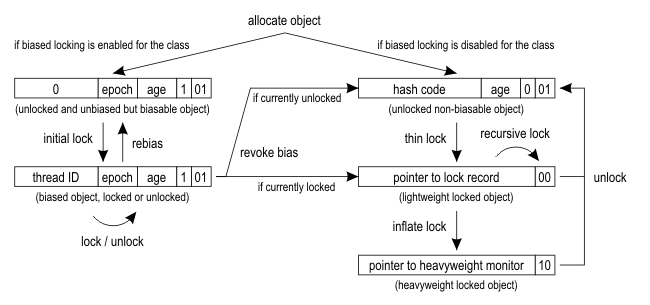 allocate object
if biased locking is enabled for the class
if biased locking is disabled for the class
0 epoch age 1 01
(unlocked and unbiased but biasable object)
hash code age 0 01
(unlocked non-biasable object)
if currently unlocked
initial lock
rebias
revoke bias
thin lock
recursive lock
thread ID epoch age 1 01
(biased object, locked or unlocked)
if currently locked
pointer to lock record 00
(lightweight locked object)
unlock
lock / unlock
inflate lock
pointer to heavyweight monitor 10
(heavyweight locked object)